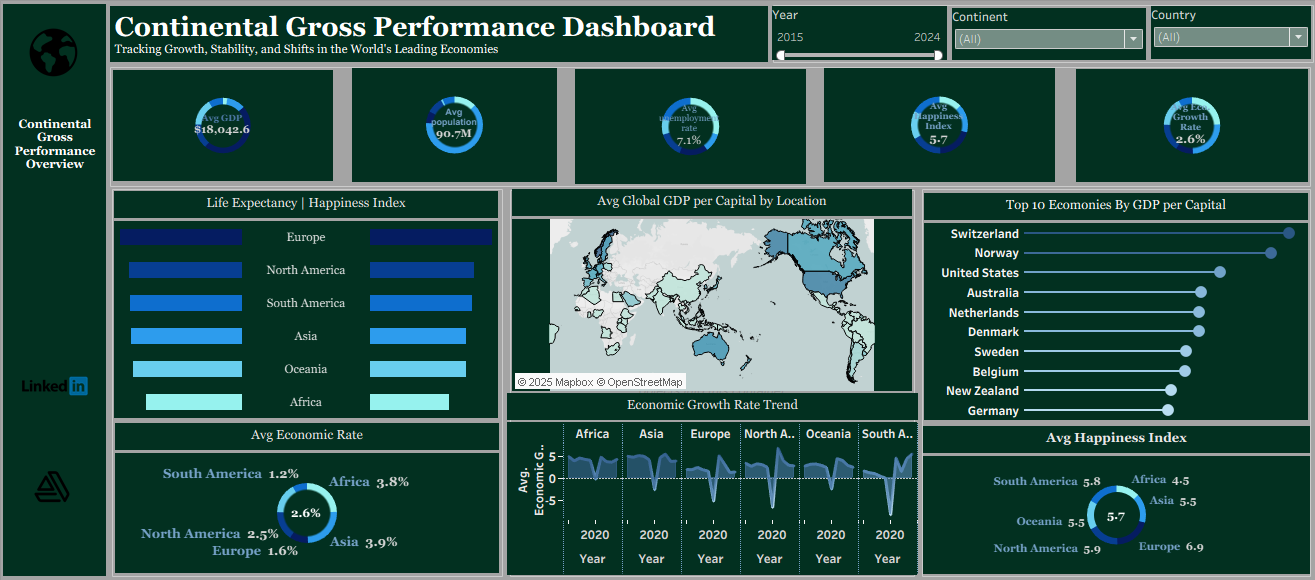 Continental Gross Performance Dashboard
Tracking Growth, Stability, and Shifts in the World's Leading Economies
Year
2015 2024
Continent
(All)
Country
(All)
Continental
Gross
Performance
Overview
Linked in
Avg GDP
$18,042.6
Avg
population
90.7M
Avg
unemployment
rate
7.1%
Avg
Happiness
Index
5.7
Avg Eco
Growth
Rate
2.6%
Life Expectancy | Happiness Index
Europe
North America
South America
Asia
Oceania
Africa
Avg Global GDP per Capital by Location
© 2025 Mapbox © OpenStreetMap
Top 10 Ecomonies By GDP per Capital
Switzerland
Norway
United States
Australia
Netherlands
Denmark
Sweden
Belgium
New Zealand
Germany
Avg Economic Rate
South America 1.2%
Africa 3.8%
2.6%
North America 2.5%
Europe 1.6%
Asia 3.9%
Economic Growth Rate Trend
Africa Asia Europe North A.. Oceania South A..
Avg.
Economic G..
5
0
-5
2020 2020 2020 2020 2020 2020
Year Year Year Year Year Year
Avg Happiness Index
South America 5.8
Africa 4.5
Asia 5.5
Oceania 5.5
5.7
North America 5.9
Europe 6.9